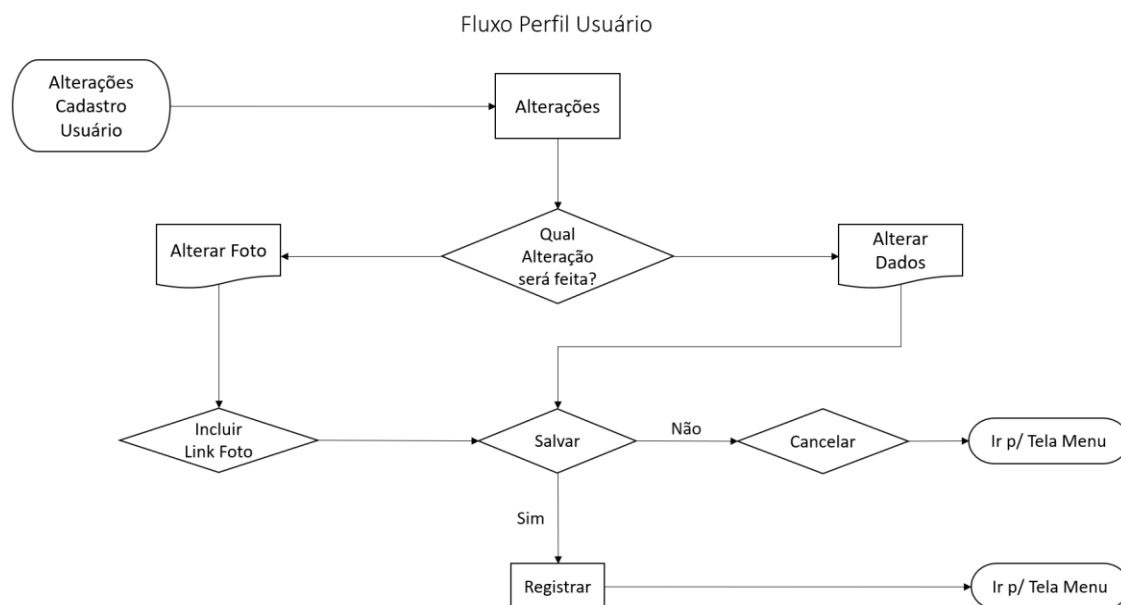 Fluxo Perfil Usuário
Alterações
Cadastro
Usuário
Alterações
Alterar Foto
Qual
Alteração
será feita?
Alterar
Dados
Incluir
Link Foto
Salvar
Não
Cancelar
Ir p/ Tela Menu
Sim
Registrar
Ir p/ Tela Menu